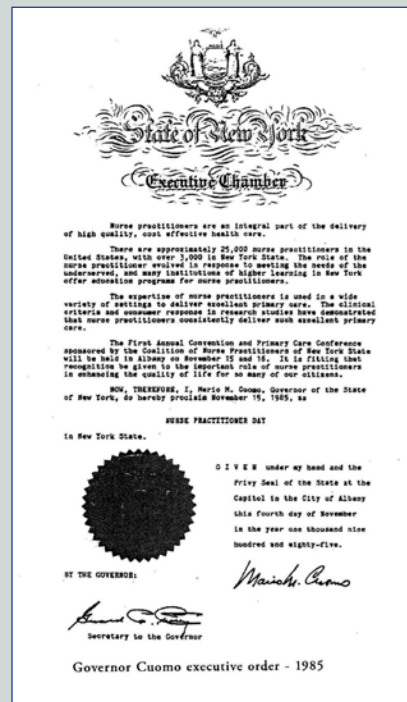 State of New York
Executive Chamber
Nurse practitioners are an integral part of the delivery
of high quality, cost effective health care.
There are approximately 25,000 nurse practitioners in the
United States, with over 3,000 in New York State. The role of the
nurse practitioner evolved in response to meeting the needs of the
underserved, and many institutions of higher learning in New York
offer education programs for nurse practitioners.
The expertise of nurse practitioners is used in a wide
variety of settings to deliver excellent primary care. The clinical
criteria and consumer response in research studies have demonstrated
that nurse practitioners consistently deliver such excellent primary
care.
The First Annual Convention and Primary Care Conference
sponsored by the Coalition of Nurse Practitioners of New York State
will be held in Albany on November 15 and 16. It is fitting that
recognition be given to the important role of nurse practitioners
in enhancing the quality of life for so many of our citizens.
NOW, THEREFORE, I, Mario M. Cuomo, Governor of the State
of New York, do hereby proclaim November 15, 1985, as
NURSE PRACTITIONER DAY
in New York State.
G I V E N under my hand and the
Privy Seal of the State at the
Capitol in the City of Albany
this fourth day of November
in the year one thousand nine
hundred and eighty-five.
BY THE GOVERNOR:
Mario M. Cuomo
Secretary to the Governor
Governor Cuomo executive order - 1985